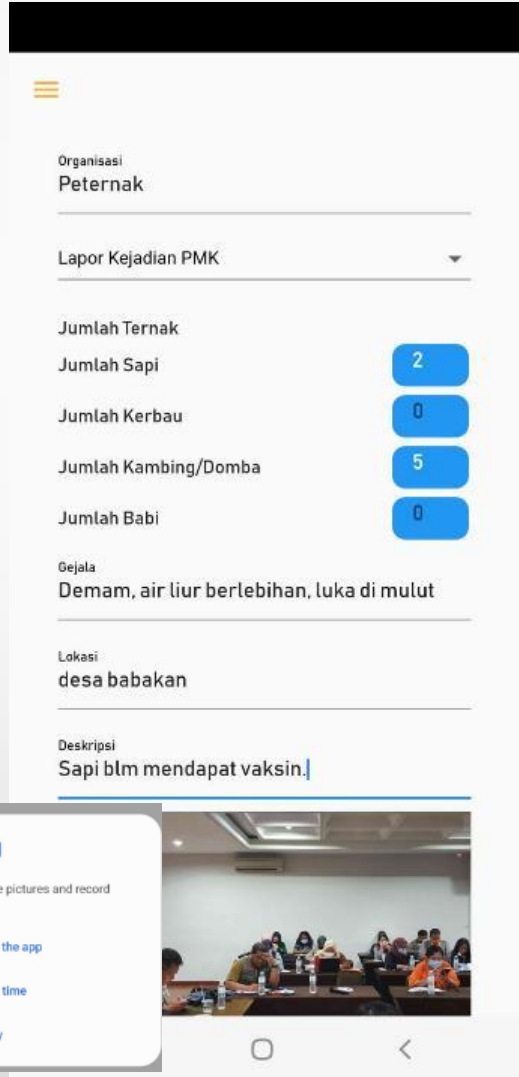 Organisasi
Peternak
Lapor Kejadian PMK
Jumlah Ternak
Jumlah Sapi 2
Jumlah Kerbau 0
Jumlah Kambing/Domba 5
Jumlah Babi 0
Gejala
Demam, air liur berlebihan, luka di mulut
Lokasi
desa babakan
Deskripsi
Sapi blm mendapat vaksin.
pictures and record
the app
time